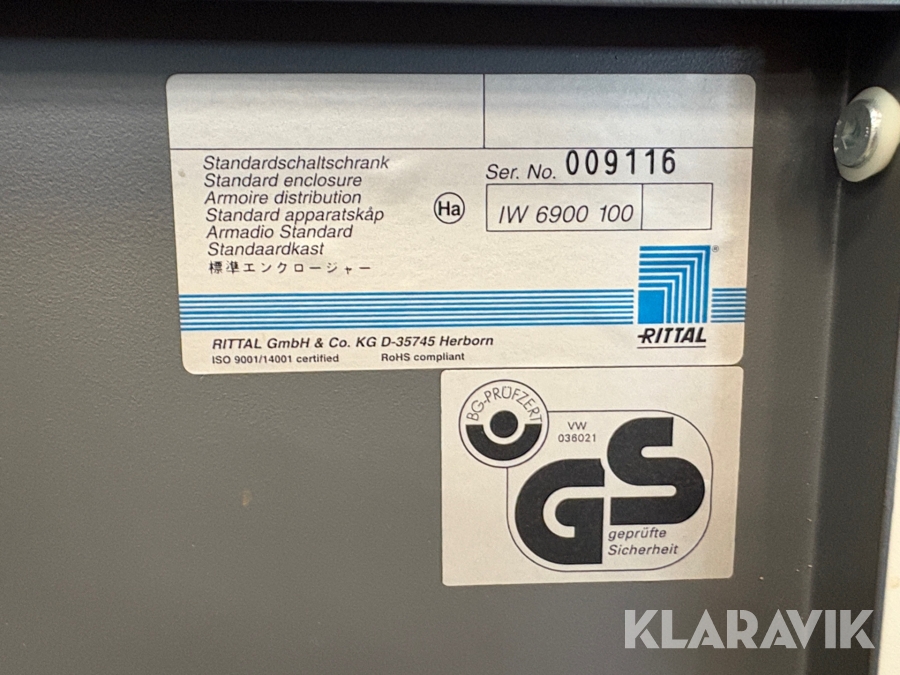 Standardschaltschrank
Standard enclosure
Armoire distribution
Standard apparatskåp
Armadio Standard
Standaardkast
標準エンクロージャー
Ha
Ser. No. 009116
IW 6900 100
®
RITTAL
RITTAL GmbH & Co. KG D-35745 Herborn
ISO 9001/14001 certified RoHS compliant
BG-PRÜFZERT
VW
036021
GS
geprüfte
Sicherheit
KLARAVIK